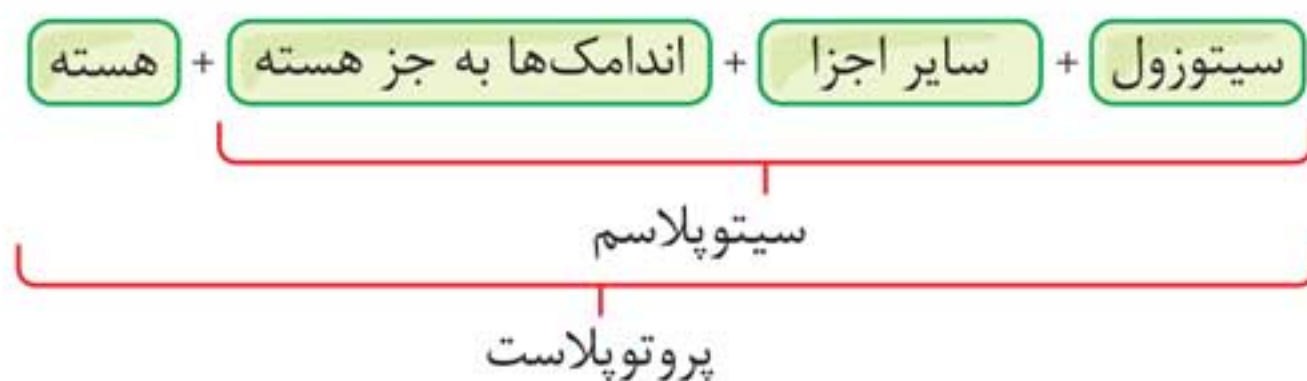 سیتوزول + سایر اجزا + اندامک‌ها به جز هسته + هسته
سیتوپلاسم
پروتوپلاست